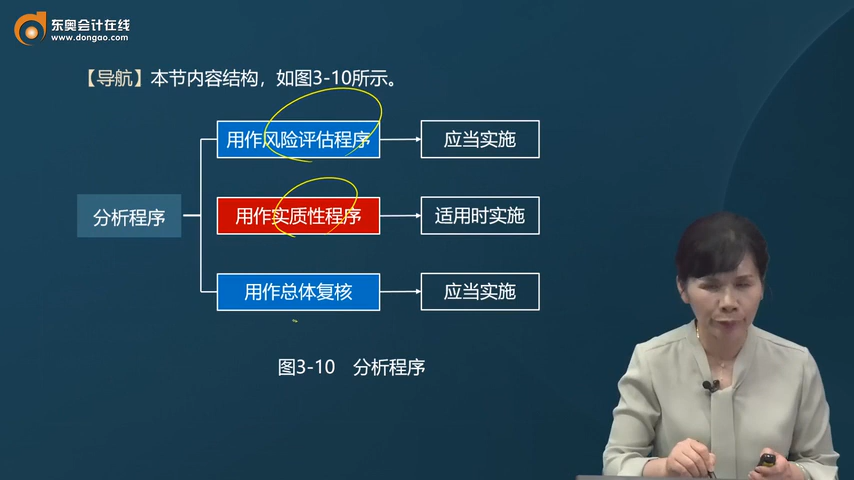 东奥会计在线
www.dongao.com
【导航】本节内容结构，如图3-10所示。
用作风险评估程序
应当实施
分析程序
用作实质性程序
适用时实施
用作总体复核
应当实施
图3-10 分析程序